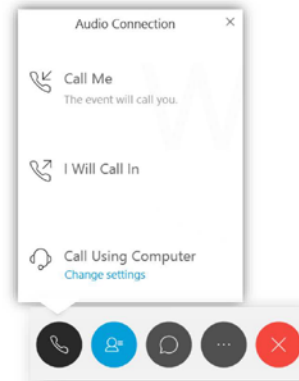 Audio Connection
Call Me
The event will call you.
I Will Call In
Call Using Computer
Change settings